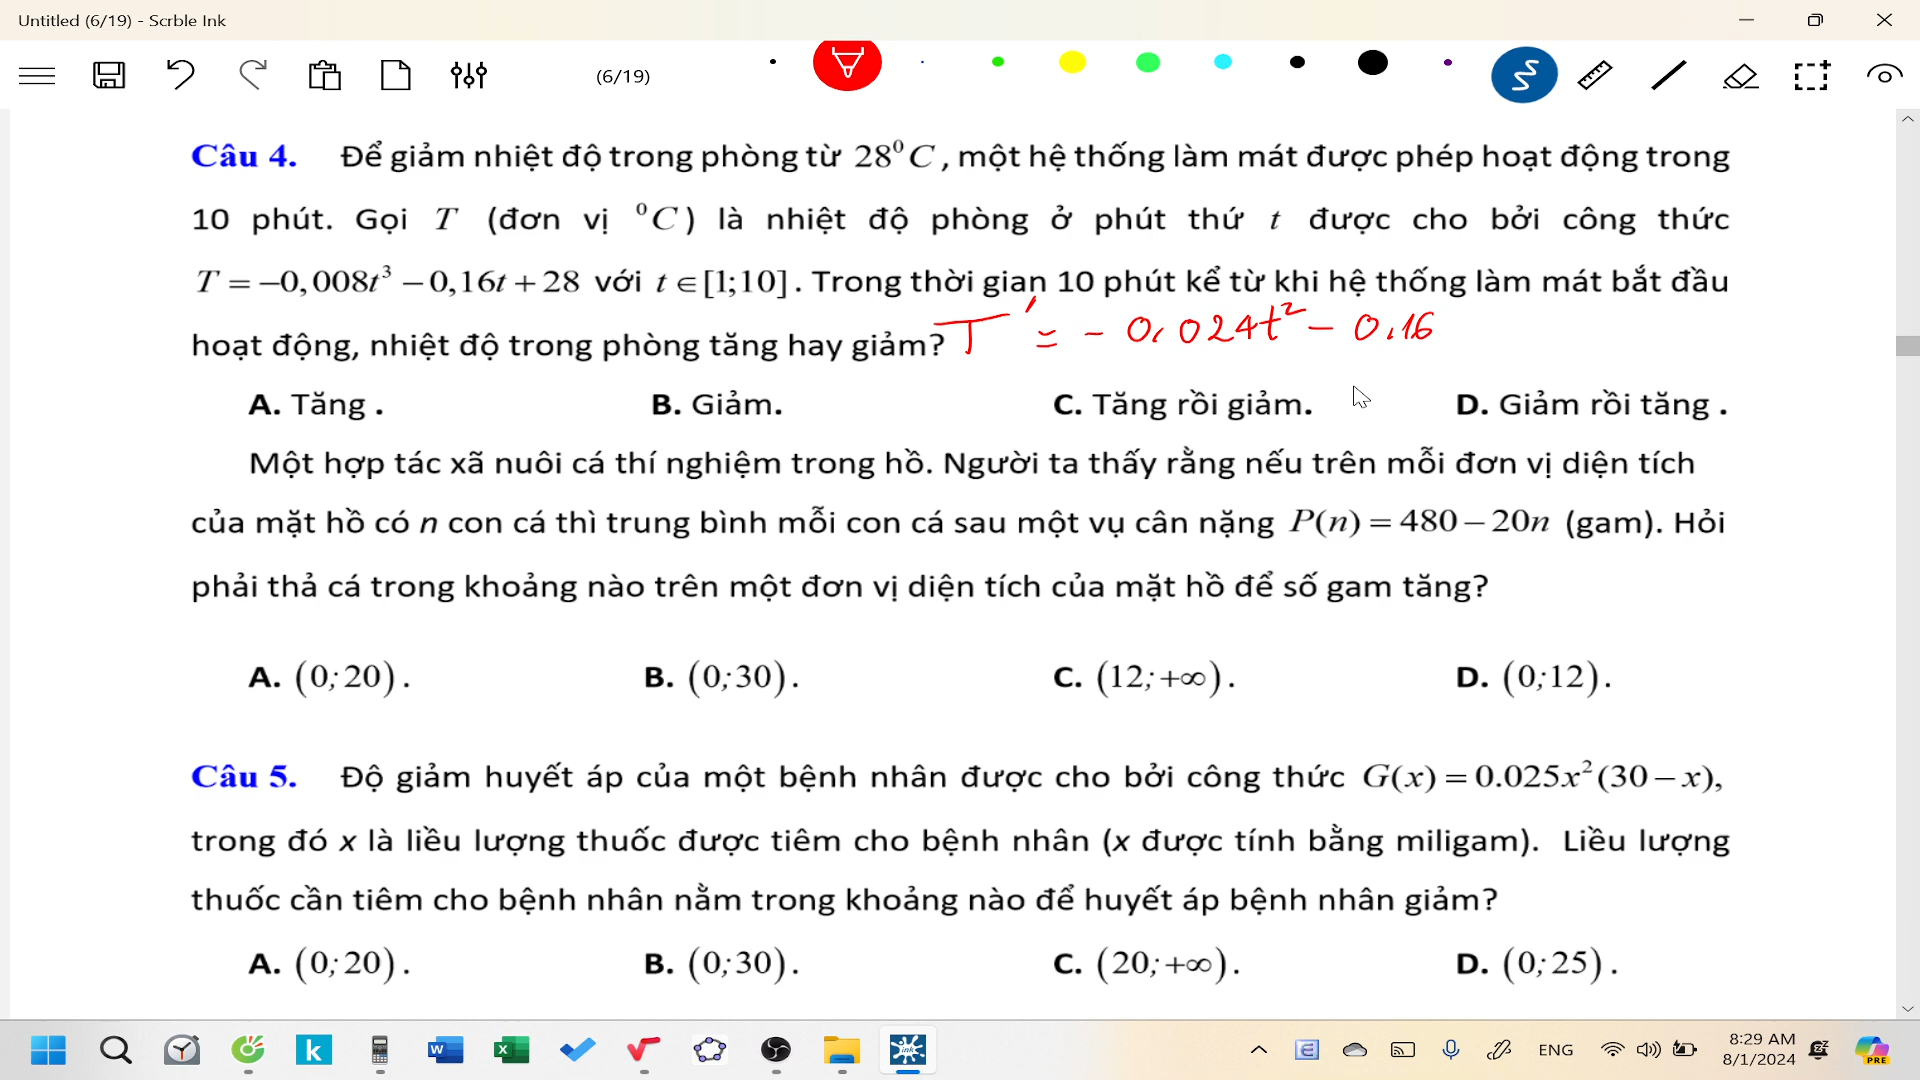 Untitled (6/19) - Scrble Ink
(6/19)
Câu 4. Để giảm nhiệt độ trong phòng từ 28⁰C, một hệ thống làm mát được phép hoạt động trong
10 phút. Gọi T (đơn vị ⁰C) là nhiệt độ phòng ở phút thứ t được cho bởi công thức
T = −0,008t³ − 0,16t + 28 với t ∈ [1;10]. Trong thời gian 10 phút kể từ khi hệ thống làm mát bắt đầu
hoạt động, nhiệt độ trong phòng tăng hay giảm? T' = - 0.024t² - 0.16
A. Tăng . B. Giảm. C. Tăng rồi giảm. D. Giảm rồi tăng .
Một hợp tác xã nuôi cá thí nghiệm trong hồ. Người ta thấy rằng nếu trên mỗi đơn vị diện tích
của mặt hồ có n con cá thì trung bình mỗi con cá sau một vụ cân nặng P(n) = 480 − 20n (gam). Hỏi
phải thả cá trong khoảng nào trên một đơn vị diện tích của mặt hồ để số gam tăng?
A. (0;20). B. (0;30). C. (12;+∞). D. (0;12).
Câu 5. Độ giảm huyết áp của một bệnh nhân được cho bởi công thức G(x) = 0.025x²(30 − x),
trong đó x là liều lượng thuốc được tiêm cho bệnh nhân (x được tính bằng miligam). Liều lượng
thuốc cần tiêm cho bệnh nhân nằm trong khoảng nào để huyết áp bệnh nhân giảm?
A. (0;20). B. (0;30). C. (20;+∞). D. (0;25).
ENG
8:29 AM
8/1/2024
PRE